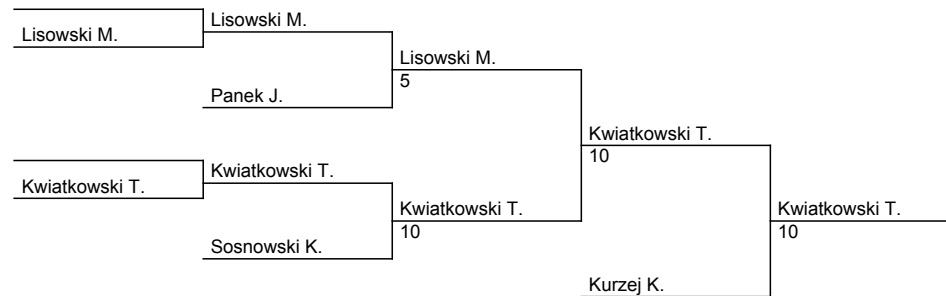 Lisowski M.
Lisowski M.
Lisowski M.
5
Panek J.
Kwiatkowski T.
10
Kwiatkowski T.
Kwiatkowski T.
Kwiatkowski T.
10
Kwiatkowski T.
10
Sosnowski K.
Kurzej K.